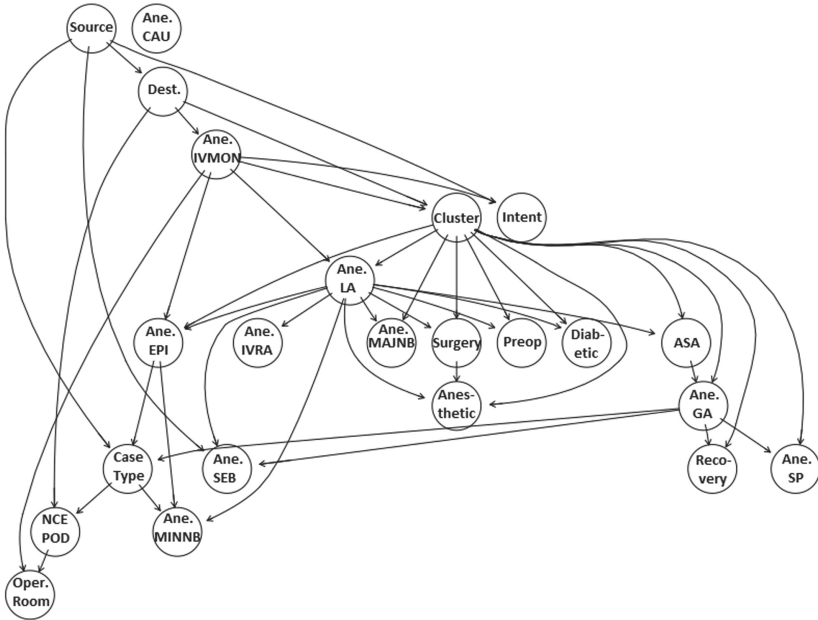 Source
Ane.
CAU
Dest.
Ane.
IVMON
Cluster
Intent
Ane.
LA
Ane.
EPI
Ane.
IVRA
Ane.
MAJNB
Surgery
Preop
Diab-
etic
ASA
Anes-
thetic
Ane.
GA
Case
Type
Ane.
SEB
Reco-
very
Ane.
SP
NCE
POD
Ane.
MINNB
Oper.
Room